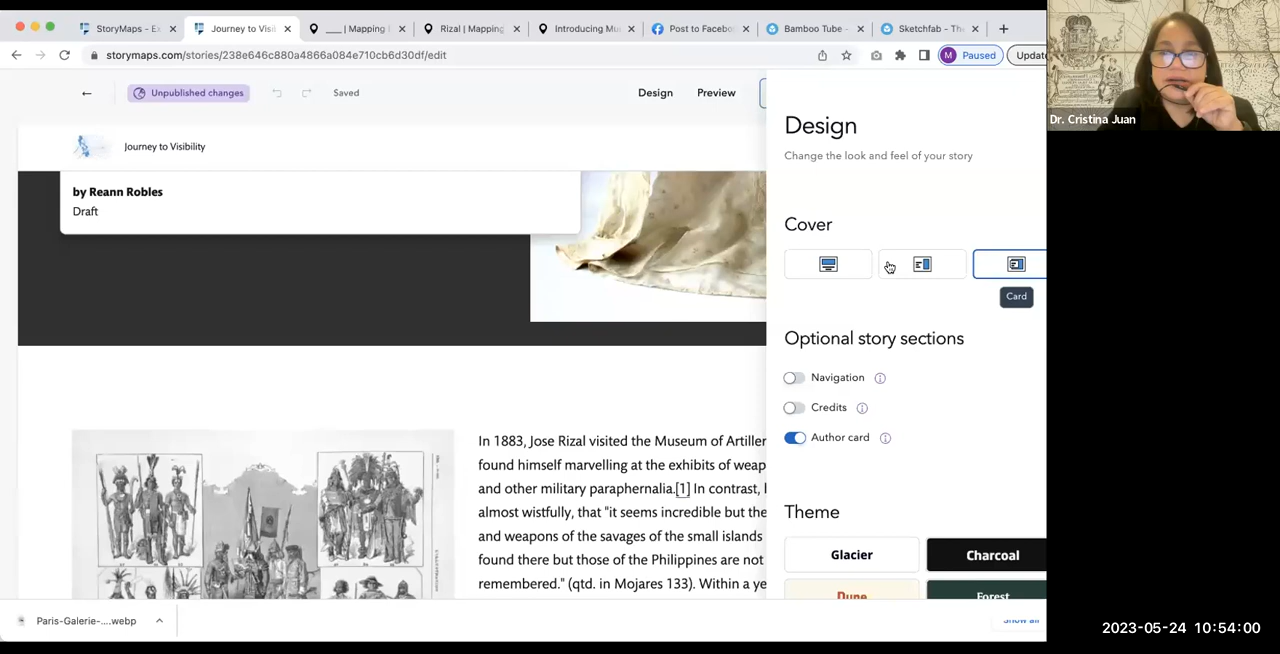 StoryMaps - Ex
Journey to Visi
___ | Mapping
Rizal | Mapping
Introducing Mu
Post to Facebo
Bamboo Tube -
Sketchfab - The
storymaps.com/stories/238e646c880a4866a084e710cb6d30df/edit
M Paused
Update
Dr. Cristina Juan
Unpublished changes
Saved
Design
Preview
Journey to Visibility
by Reann Robles
Draft
Design
Change the look and feel of your story
Cover
Card
Optional story sections
Navigation
Credits
Author card
Theme
Glacier
Charcoal
Dune
Forest
In 1883, Jose Rizal visited the Museum of Artiller
found himself marvelling at the exhibits of weap
and other military paraphernalia.[1] In contrast, h
almost wistfully, that "it seems incredible but the
and weapons of the savages of the small islands
found there but those of the Philippines are not
remembered." (qtd. in Mojares 133). Within a ye
Paris-Galerie-....webp
Show all
2023-05-24 10:54:00